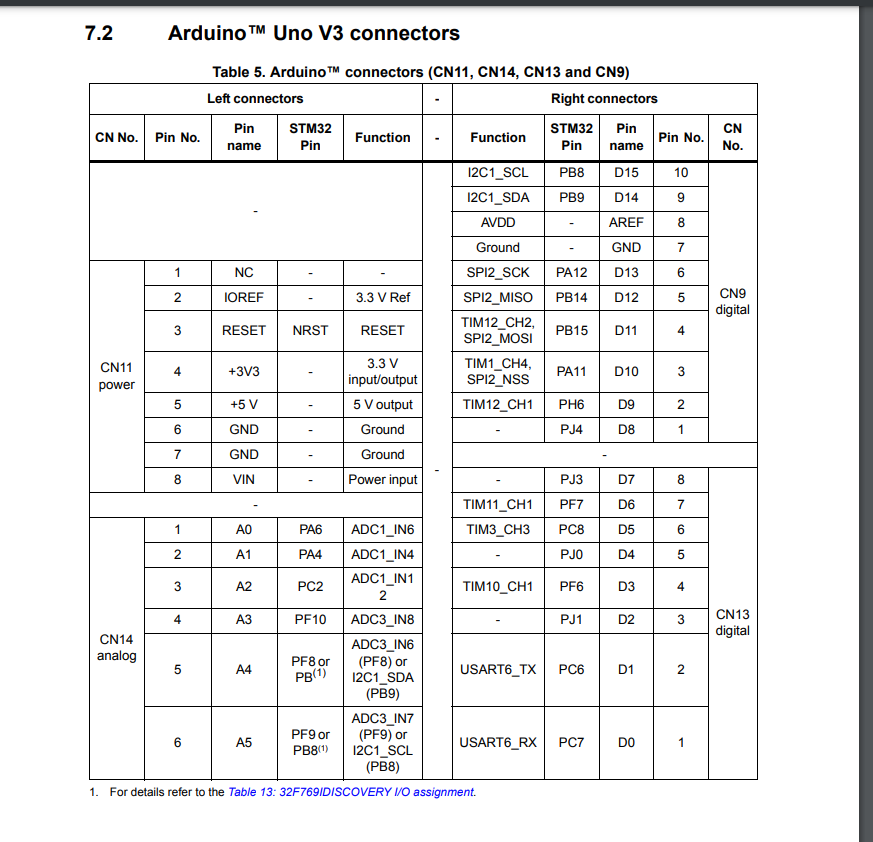 7.2 Arduino™ Uno V3 connectors
Table 5. Arduino™ connectors (CN11, CN14, CN13 and CN9)
Left connectors - Right connectors
CN No. Pin No. Pin name STM32 Pin Function - Function STM32 Pin Pin name Pin No. CN No.
- I2C1_SCL PB8 D15 10 CN9 digital
I2C1_SDA PB9 D14 9
AVDD - AREF 8
Ground - GND 7
CN11 power 1 NC - - - SPI2_SCK PA12 D13 6
2 IOREF - 3.3 V Ref SPI2_MISO PB14 D12 5
3 RESET NRST RESET TIM12_CH2, SPI2_MOSI PB15 D11 4
4 +3V3 - 3.3 V input/output TIM1_CH4, SPI2_NSS PA11 D10 3
5 +5 V - 5 V output TIM12_CH1 PH6 D9 2
6 GND - Ground - PJ4 D8 1
7 GND - Ground -
8 VIN - Power input - PJ3 D7 8 CN13 digital
- TIM11_CH1 PF7 D6 7
CN14 analog 1 A0 PA6 ADC1_IN6 TIM3_CH3 PC8 D5 6
2 A1 PA4 ADC1_IN4 - PJ0 D4 5
3 A2 PC2 ADC1_IN1 2 TIM10_CH1 PF6 D3 4
4 A3 PF10 ADC3_IN8 - PJ1 D2 3
5 A4 PF8 or PB(1) ADC3_IN6 (PF8) or I2C1_SDA (PB9) USART6_TX PC6 D1 2
6 A5 PF9 or PB8(1) ADC3_IN7 (PF9) or I2C1_SCL (PB8) USART6_RX PC7 D0 1
1. For details refer to the Table 13: 32F769IDISCOVERY I/O assignment.